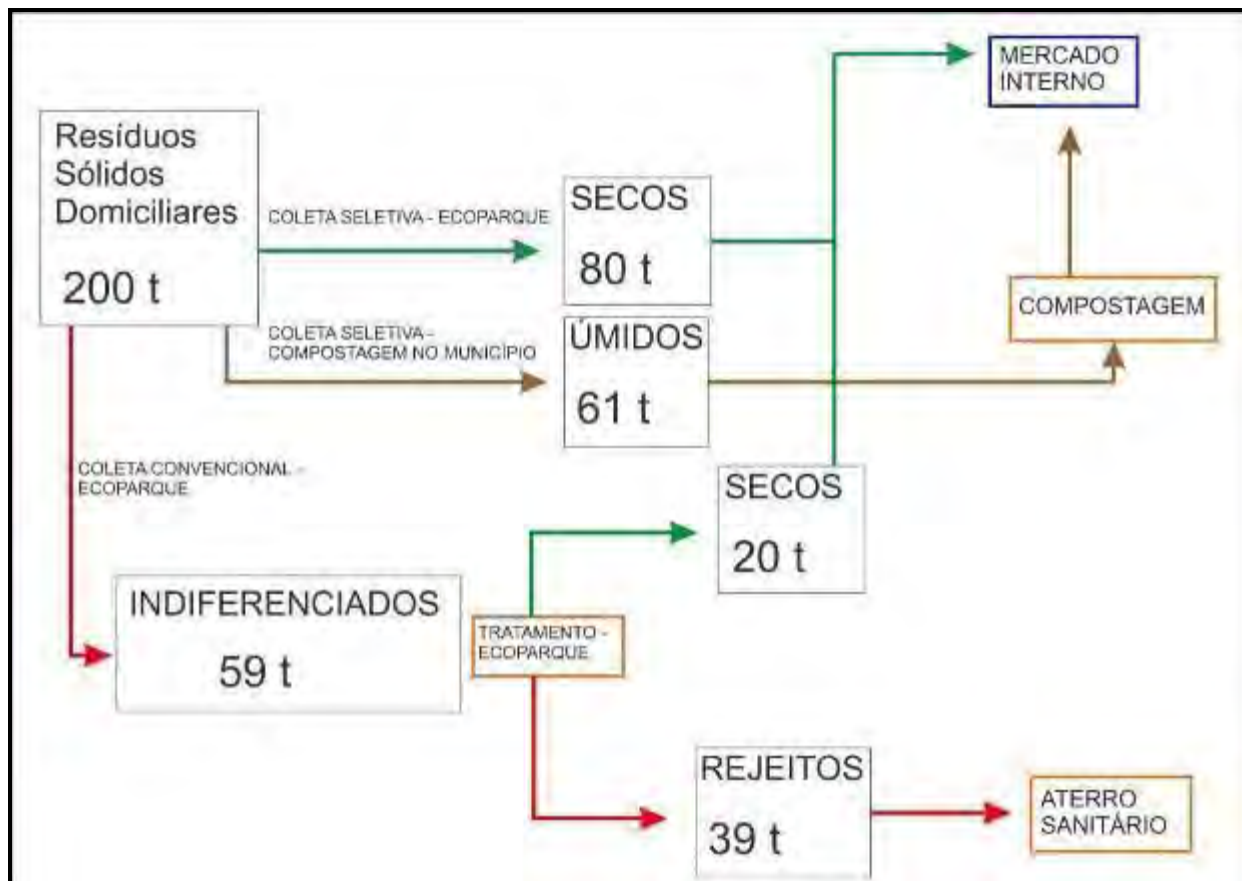 MERCADO
INTERNO
Resíduos
Sólidos
Domiciliares
200 t
COLETA SELETIVA - ECOPARQUE
SECOS
80 t
COMPOSTAGEM
COLETA SELETIVA -
COMPOSTAGEM NO MUNICÍPIO
ÚMIDOS
61 t
COLETA CONVENCIONAL -
ECOPARQUE
SECOS
20 t
INDIFERENCIADOS
59 t
TRATAMENTO -
ECOPARQUE
REJEITOS
39 t
ATERRO
SANITÁRIO